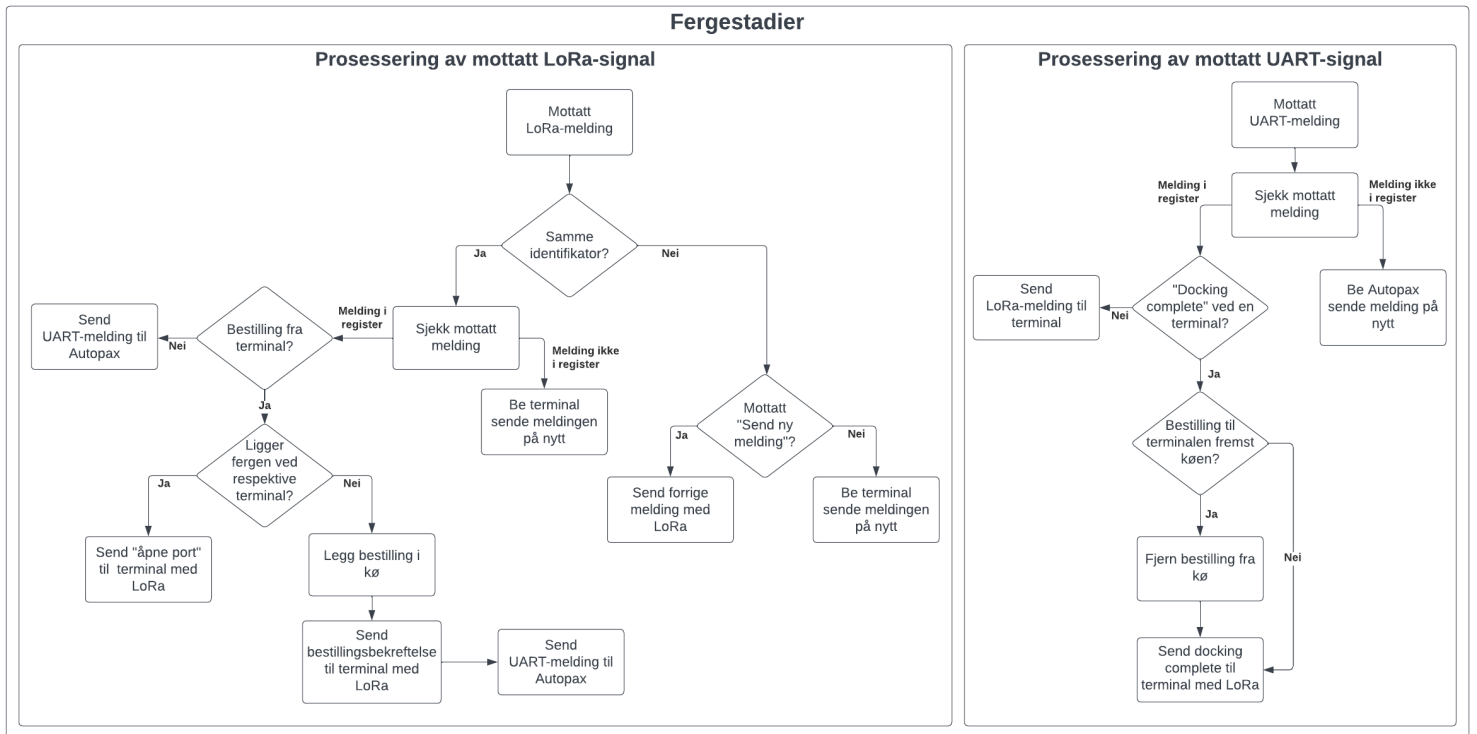 Fergestadier
Prosessering av mottatt LoRa-signal
Mottatt
LoRa-melding
Samme
identifikator?
Ja
Nei
Sjekk mottatt
melding
Melding i
register
Melding ikke
i register
Bestilling fra
terminal?
Nei
Send
UART-melding til
Autopax
Ja
Be terminal
sende meldingen
på nytt
Mottatt
"Send ny
melding"?
Ja
Nei
Send forrige
melding med
LoRa
Be terminal
sende meldingen
på nytt
Ligger
fergen ved
respektive
terminal?
Ja
Nei
Send "åpne port"
til terminal med
LoRa
Legg bestilling i
kø
Send
bestillingsbekreftelse
til terminal med
LoRa
Send
UART-melding til
Autopax
Prosessering av mottatt UART-signal
Mottatt
UART-melding
Sjekk mottatt
melding
Melding i
register
Melding ikke
i register
"Docking
complete" ved en
terminal?
Nei
Send
LoRa-melding til
terminal
Be Autopax
sende melding på
nytt
Ja
Bestilling til
terminalen fremst
køen?
Ja
Nei
Fjern bestilling fra
kø
Send docking
complete til
terminal med LoRa